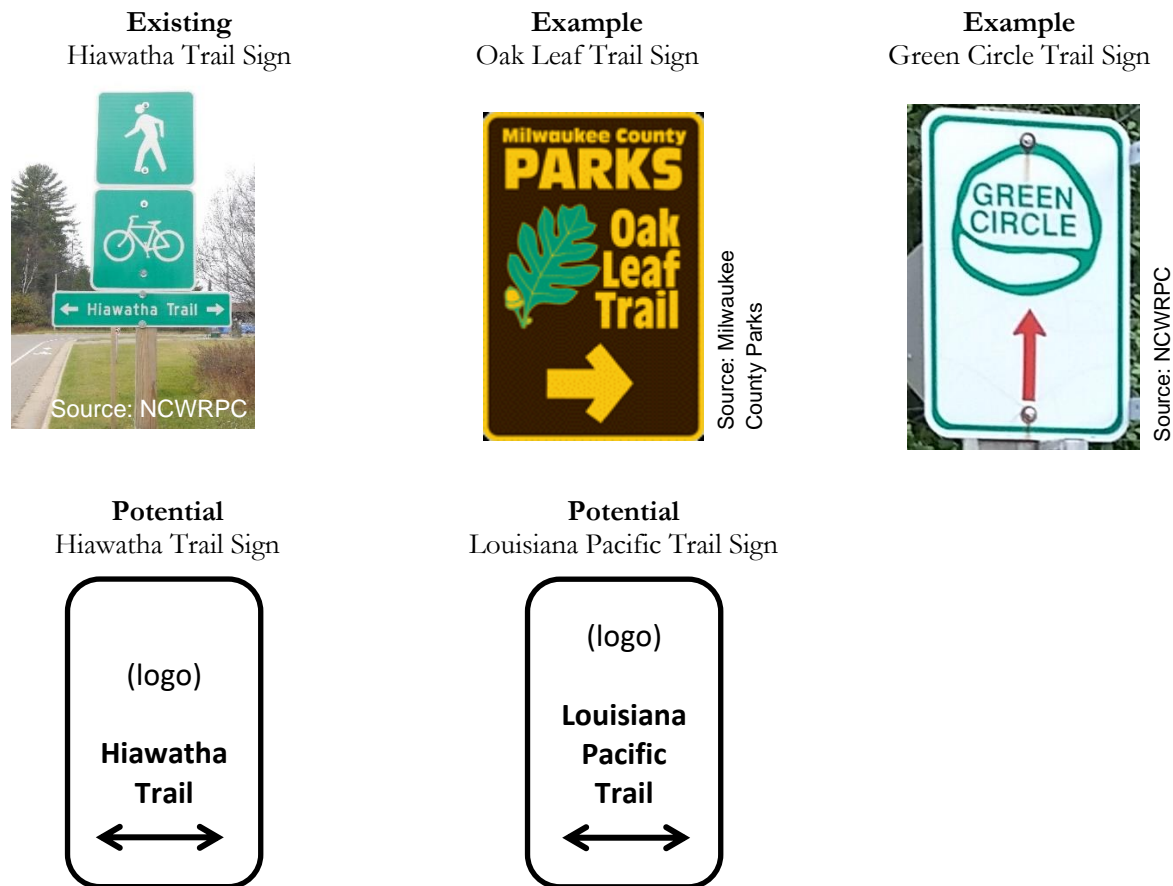 Existing
Hiawatha Trail Sign
Example
Oak Leaf Trail Sign
Example
Green Circle Trail Sign
← Hiawatha Trail →
Source: NCWRPC
Milwaukee County
PARKS
Oak
Leaf
Trail
Source: Milwaukee
County Parks
GREEN
CIRCLE
Source: NCWRPC
Potential
Hiawatha Trail Sign
(logo)
Hiawatha
Trail
Potential
Louisiana Pacific Trail Sign
(logo)
Louisiana
Pacific
Trail